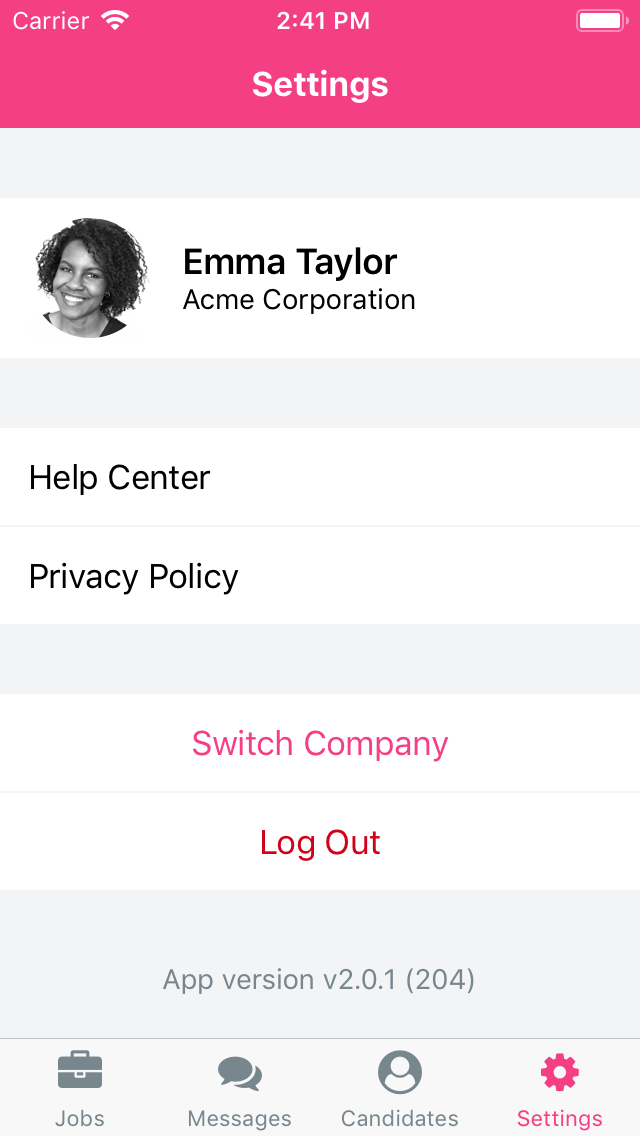 Carrier 2:41 PM
Settings
Emma Taylor
Acme Corporation
Help Center
Privacy Policy
Switch Company
Log Out
App version v2.0.1 (204)
Jobs Messages Candidates Settings